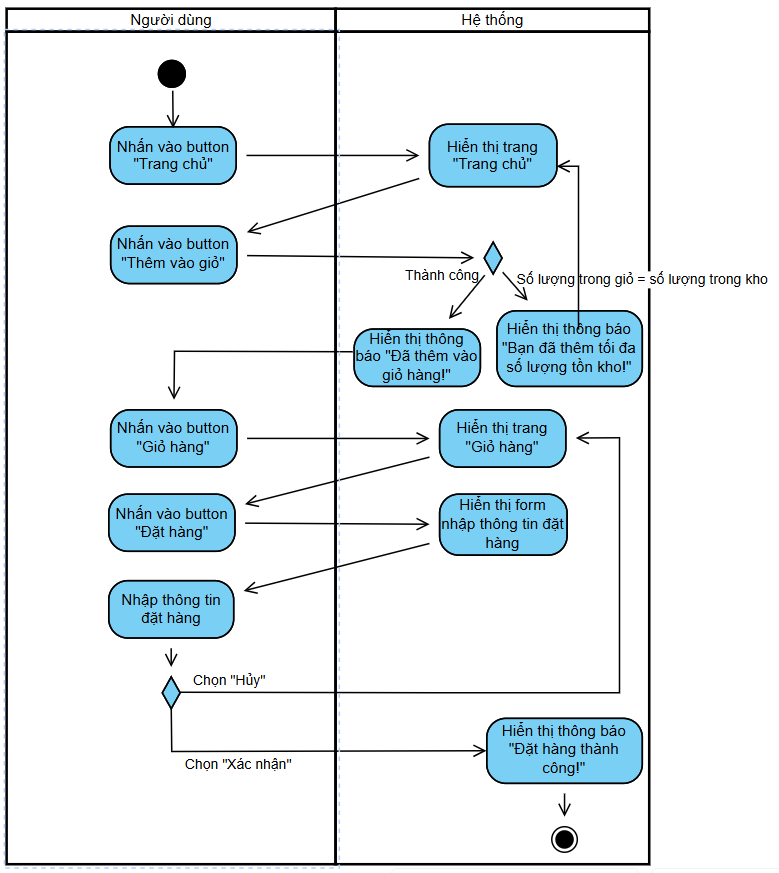 Người dùng
Hệ thống
Nhấn vào button
"Trang chủ"
Hiển thị trang
"Trang chủ"
Nhấn vào button
"Thêm vào giỏ"
Thành công
Số lượng trong giỏ = số lượng trong kho
Hiển thị thông
báo "Đã thêm vào
giỏ hàng!"
Hiển thị thông báo
"Bạn đã thêm tối đa
số lượng tồn kho!"
Nhấn vào button
"Giỏ hàng"
Hiển thị trang
"Giỏ hàng"
Nhấn vào button
"Đặt hàng"
Hiển thị form
nhập thông tin đặt
hàng
Nhập thông tin
đặt hàng
Chọn "Hủy"
Chọn "Xác nhận"
Hiển thị thông báo
"Đặt hàng thành
công!"